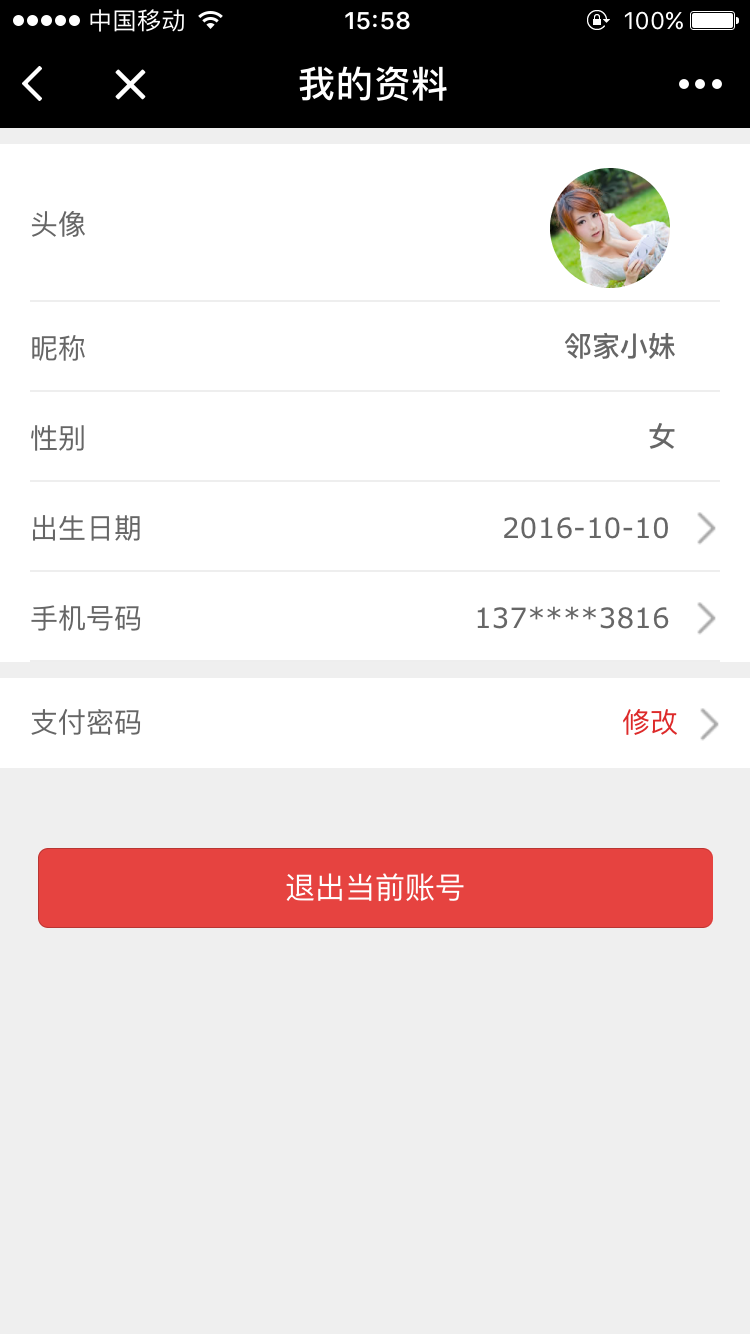 中国移动 15:58 100%
我的资料
头像
昵称 邻家小妹
性别 女
出生日期 2016-10-10
手机号码 137****3816
支付密码 修改
退出当前账号